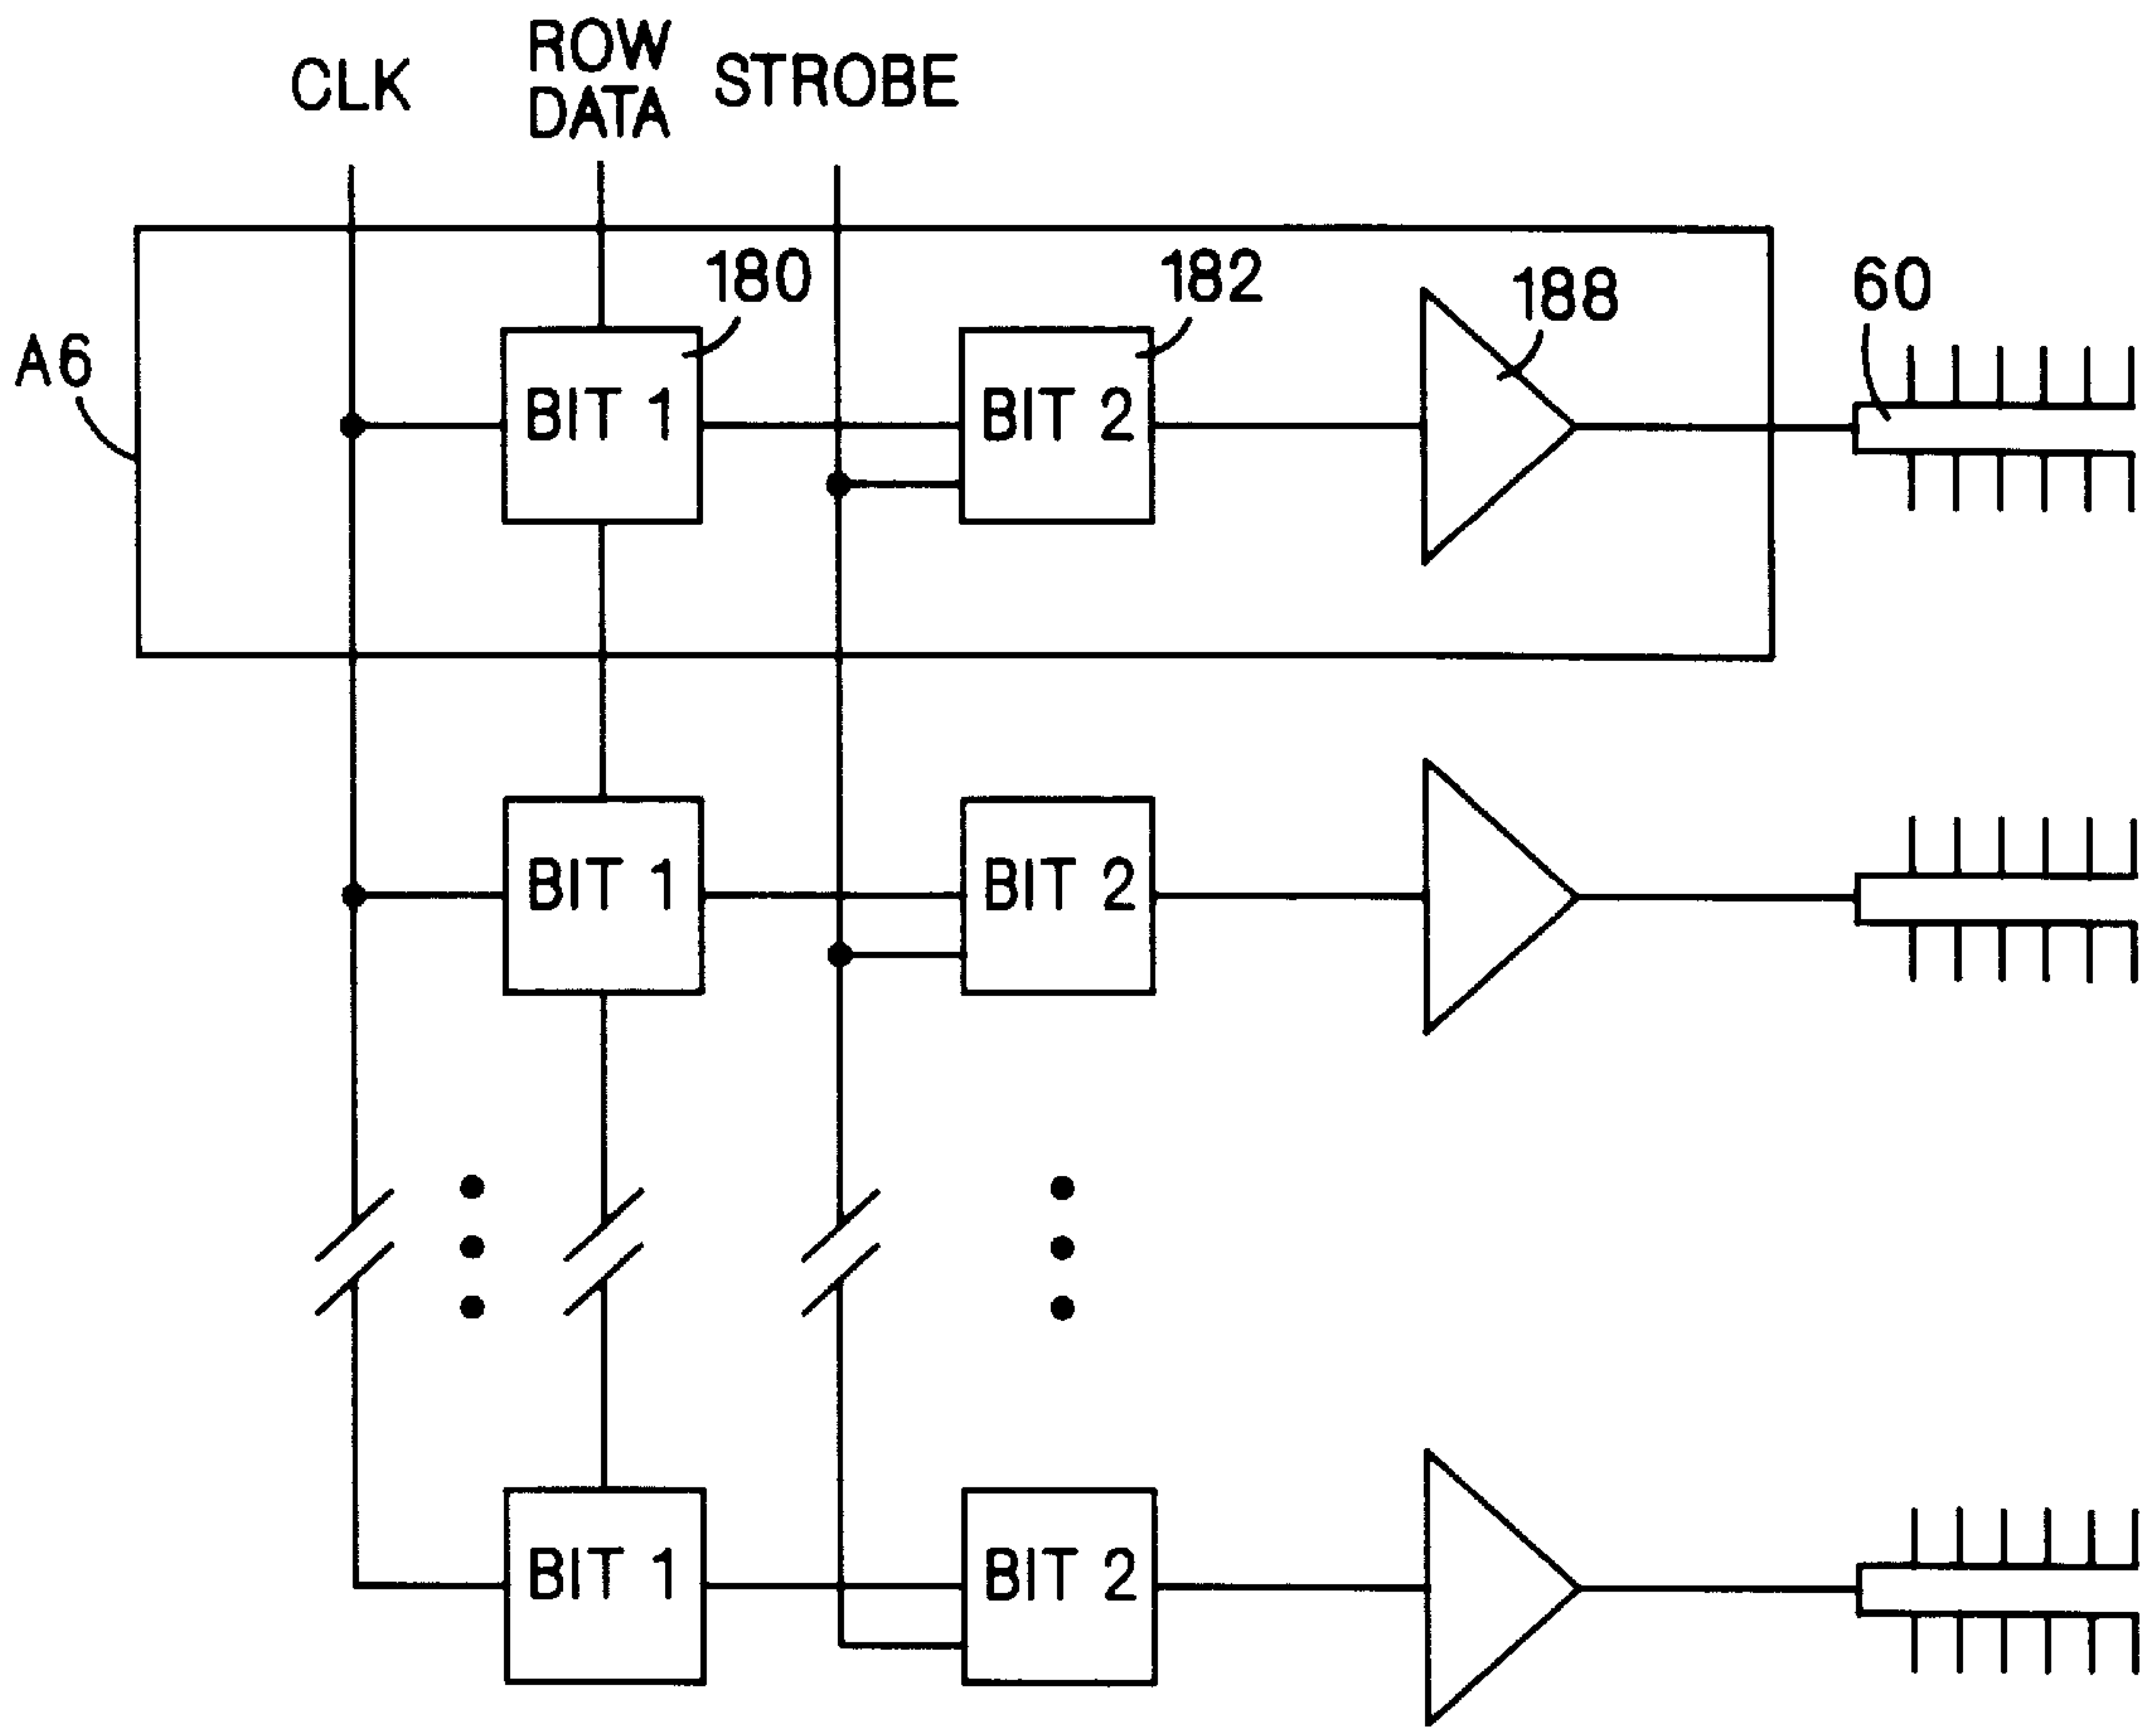 CLK
ROW
DATA
STROBE
180
182
188
60
A6
BIT 1
BIT 2
BIT 1
BIT 2
BIT 1
BIT 2